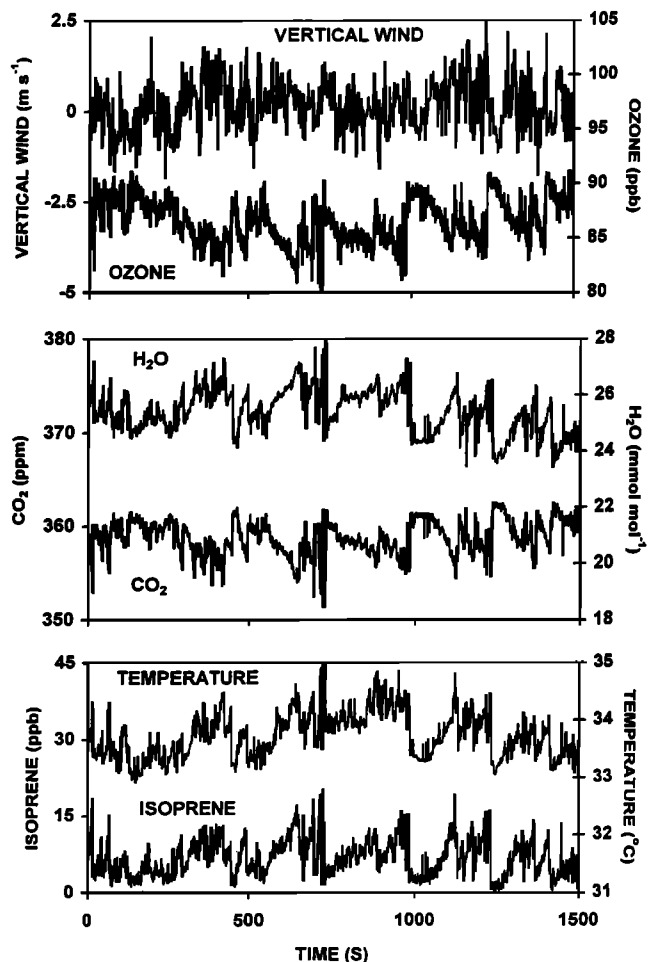 2.5
VERTICAL WIND
105
100
0
95
VERTICAL WIND (m s⁻¹)
OZONE (ppb)
90
-2.5
85
OZONE
-5
80
380
28
H₂O
26
370
24
CO₂ (ppm)
H₂O (mmol mol⁻¹)
22
360
20
CO₂
350
18
45
35
TEMPERATURE
34
30
ISOPRENE (ppb)
TEMPERATURE (°C)
33
15
ISOPRENE
32
0
31
0 500 1000 1500
TIME (S)